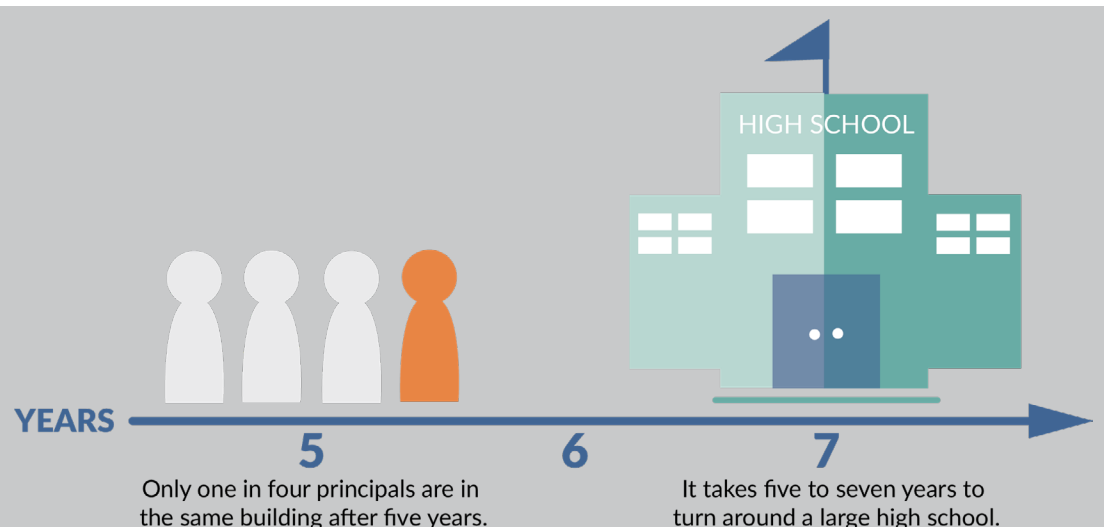 HIGH SCHOOL
YEARS
5
6
7
Only one in four principals are in
the same building after five years.
It takes five to seven years to
turn around a large high school.